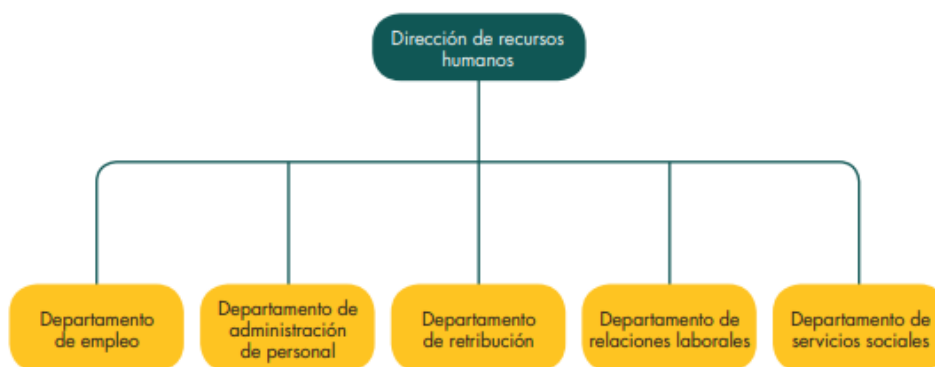 Dirección de recursos
humanos
Departamento
de empleo
Departamento de
administración
de personal
Departamento
de retribución
Departamento de
relaciones laborales
Departamento de
servicios sociales